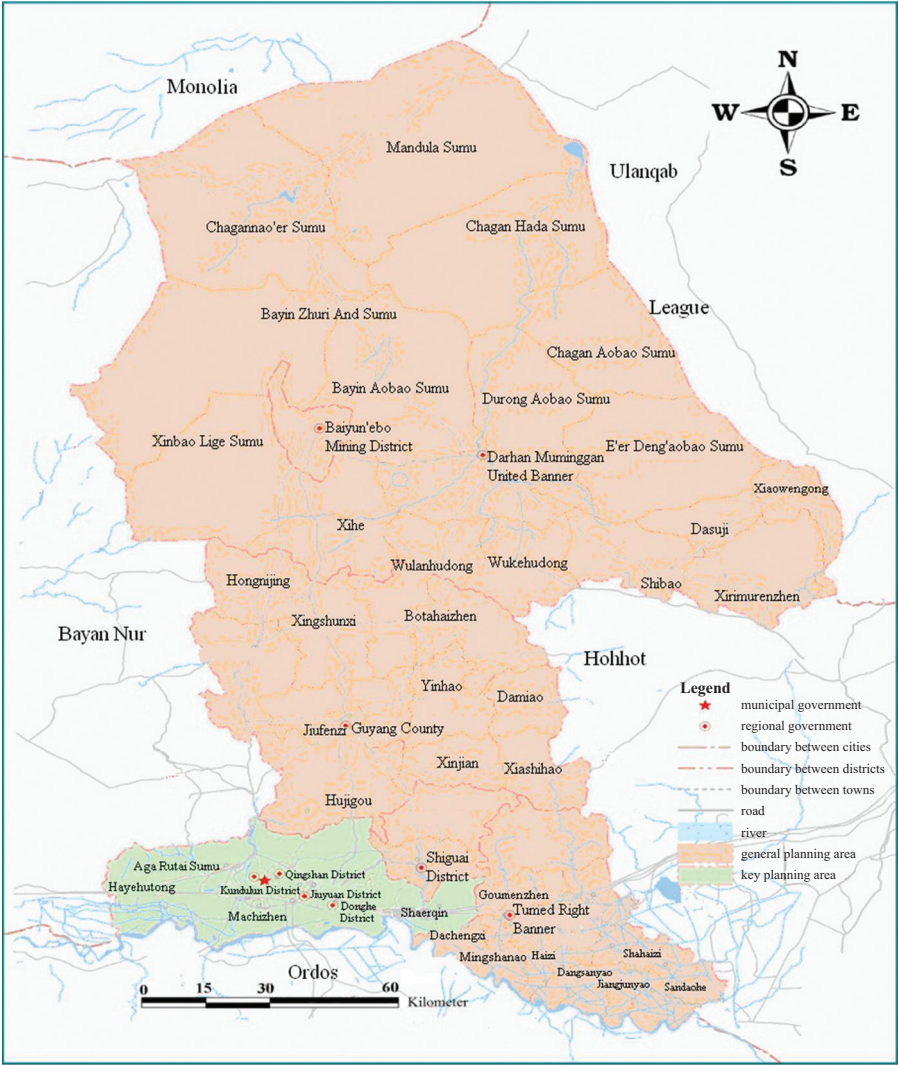 N
W E
S
Monolia
Mandula Sumu
Ulanqab
Chagannao'er Sumu
Chagan Hada Sumu
League
Bayin Zhuri And Sumu
Chagan Aobao Sumu
Bayin Aobao Sumu
Durong Aobao Sumu
Baiyun'ebo
Mining District
Xinbao Lige Sumu
E'er Deng'aobao Sumu
Darhan Muminggan
United Banner
Xiaowengong
Xihe
Dasuji
Wulanhudong
Wukehudong
Hongnijing
Shibao
Xirimurenzhen
Xingshunxi
Botahaizhen
Bayan Nur
Hohhot
Yinhao
Damiao
Jiufenzi
Guyang County
Xinjian
Xiashihao
Hujigou
Legend
municipal government
regional government
boundary between cities
boundary between districts
boundary between towns
road
river
general planning area
key planning area
Shiguai
District
Aga Rutai Sumu
Qingshan District
Hayehutong
Kundulun District
Jiuyuan District
Goumenzhen
Donghe
District
Machizhen
Shaerqin
Tumed Right
Banner
Dachengxi
Mingshanao
Haizi
Shahaizi
Dangsanyao
Jiangjunyao
Sandaohe
Ordos
0 15 30 60
Kilometer